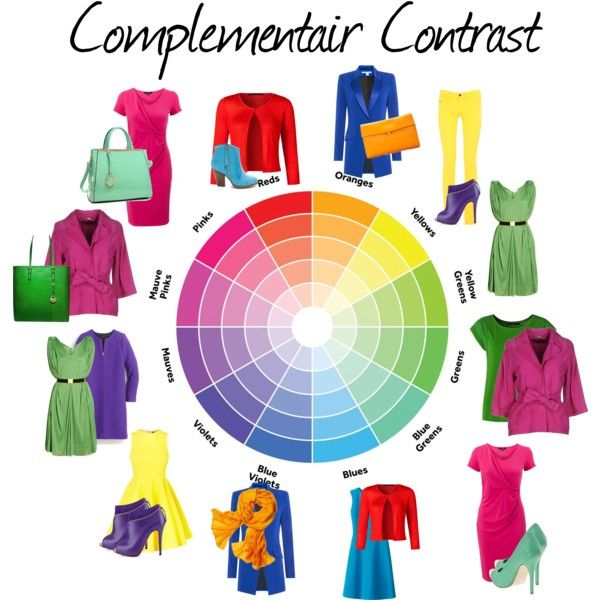 Complementair Contrast
Reds
Oranges
Yellows
Yellow
Greens
Greens
Blue
Greens
Blues
Blue
Violets
Violets
Mauves
Mauve
Pinks
Pinks